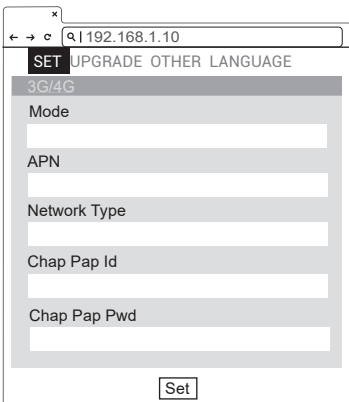 192.168.1.10
SET UPGRADE OTHER LANGUAGE
3G/4G
Mode
APN
Network Type
Chap Pap Id
Chap Pap Pwd
Set